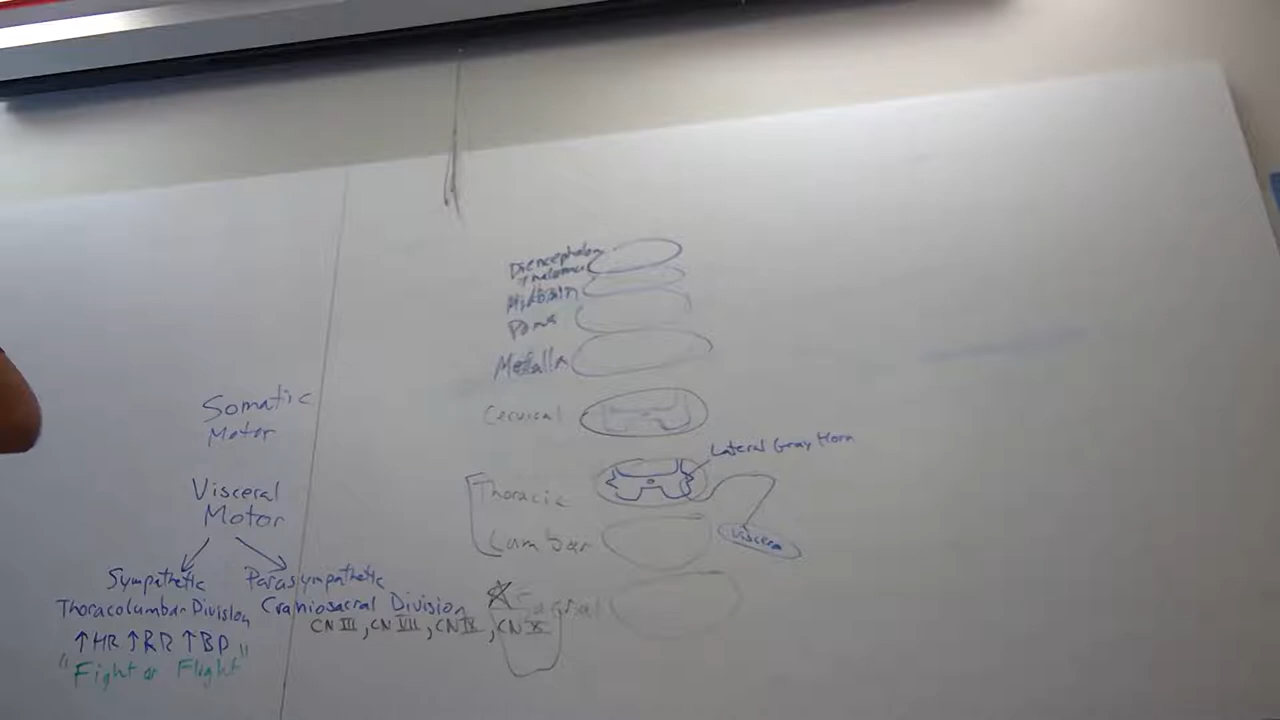 Diencephalon
Thalamus
Midbrain
Pons
Medulla
Cervical
Lateral Gray Horn
Thoracic
Lumbar
Viscera
Sacral
Somatic
Motor
Visceral
Motor
Sympathetic
Thoracolumbar Division
↑HR ↑RR ↑BP
"Fight or Flight"
Parasympathetic
Craniosacral Division
CN III, CN VII, CN IX, CN X